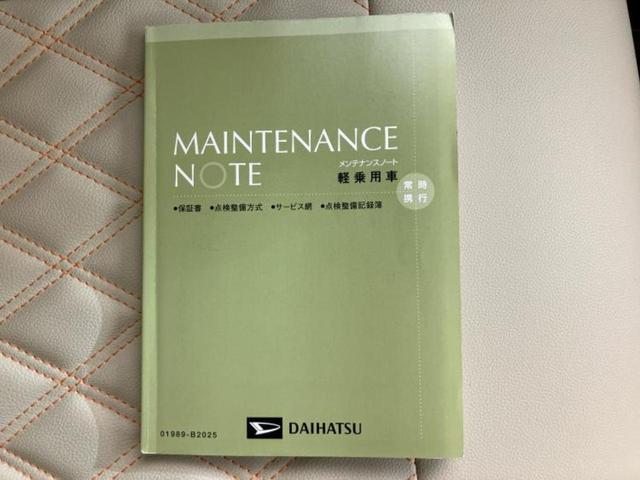 MAINTENANCE
NOTE
メンテナンスノート
軽乗用車
常時
携行
●保証書 ●点検整備方式 ●サービス網 ●点検整備記録簿
01989-B2025
DAIHATSU